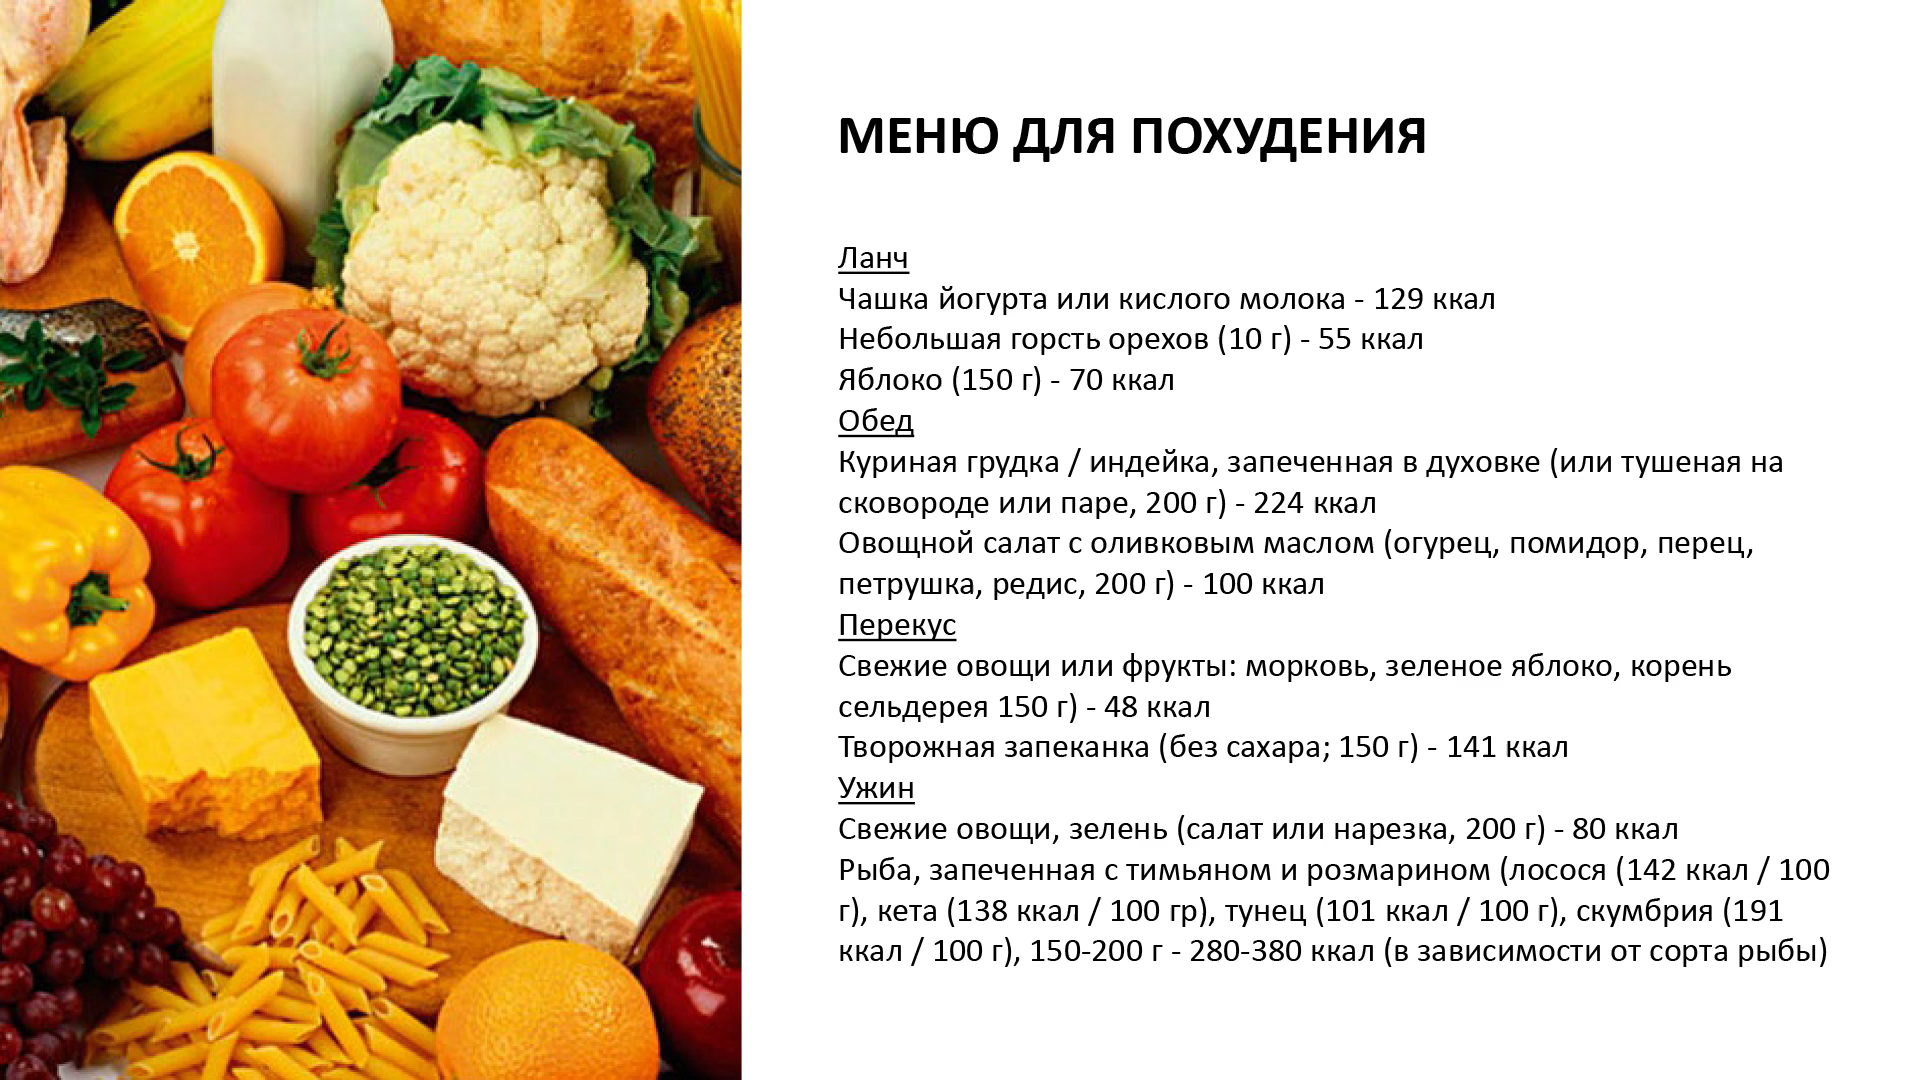 МЕНЮ ДЛЯ ПОХУДЕНИЯ
Ланч
Чашка йогурта или кислого молока - 129 ккал
Небольшая горсть орехов (10 г) - 55 ккал
Яблоко (150 г) - 70 ккал
Обед
Куриная грудка / индейка, запеченная в духовке (или тушеная на
сковороде или паре, 200 г) - 224 ккал
Овощной салат с оливковым маслом (огурец, помидор, перец,
петрушка, редис, 200 г) - 100 ккал
Перекус
Свежие овощи или фрукты: морковь, зеленое яблоко, корень
сельдерея 150 г) - 48 ккал
Творожная запеканка (без сахара; 150 г) - 141 ккал
Ужин
Свежие овощи, зелень (салат или нарезка, 200 г) - 80 ккал
Рыба, запеченная с тимьяном и розмарином (лосося (142 ккал / 100
г), кета (138 ккал / 100 гр), тунец (101 ккал / 100 г), скумбрия (191
ккал / 100 г), 150-200 г - 280-380 ккал (в зависимости от сорта рыбы)